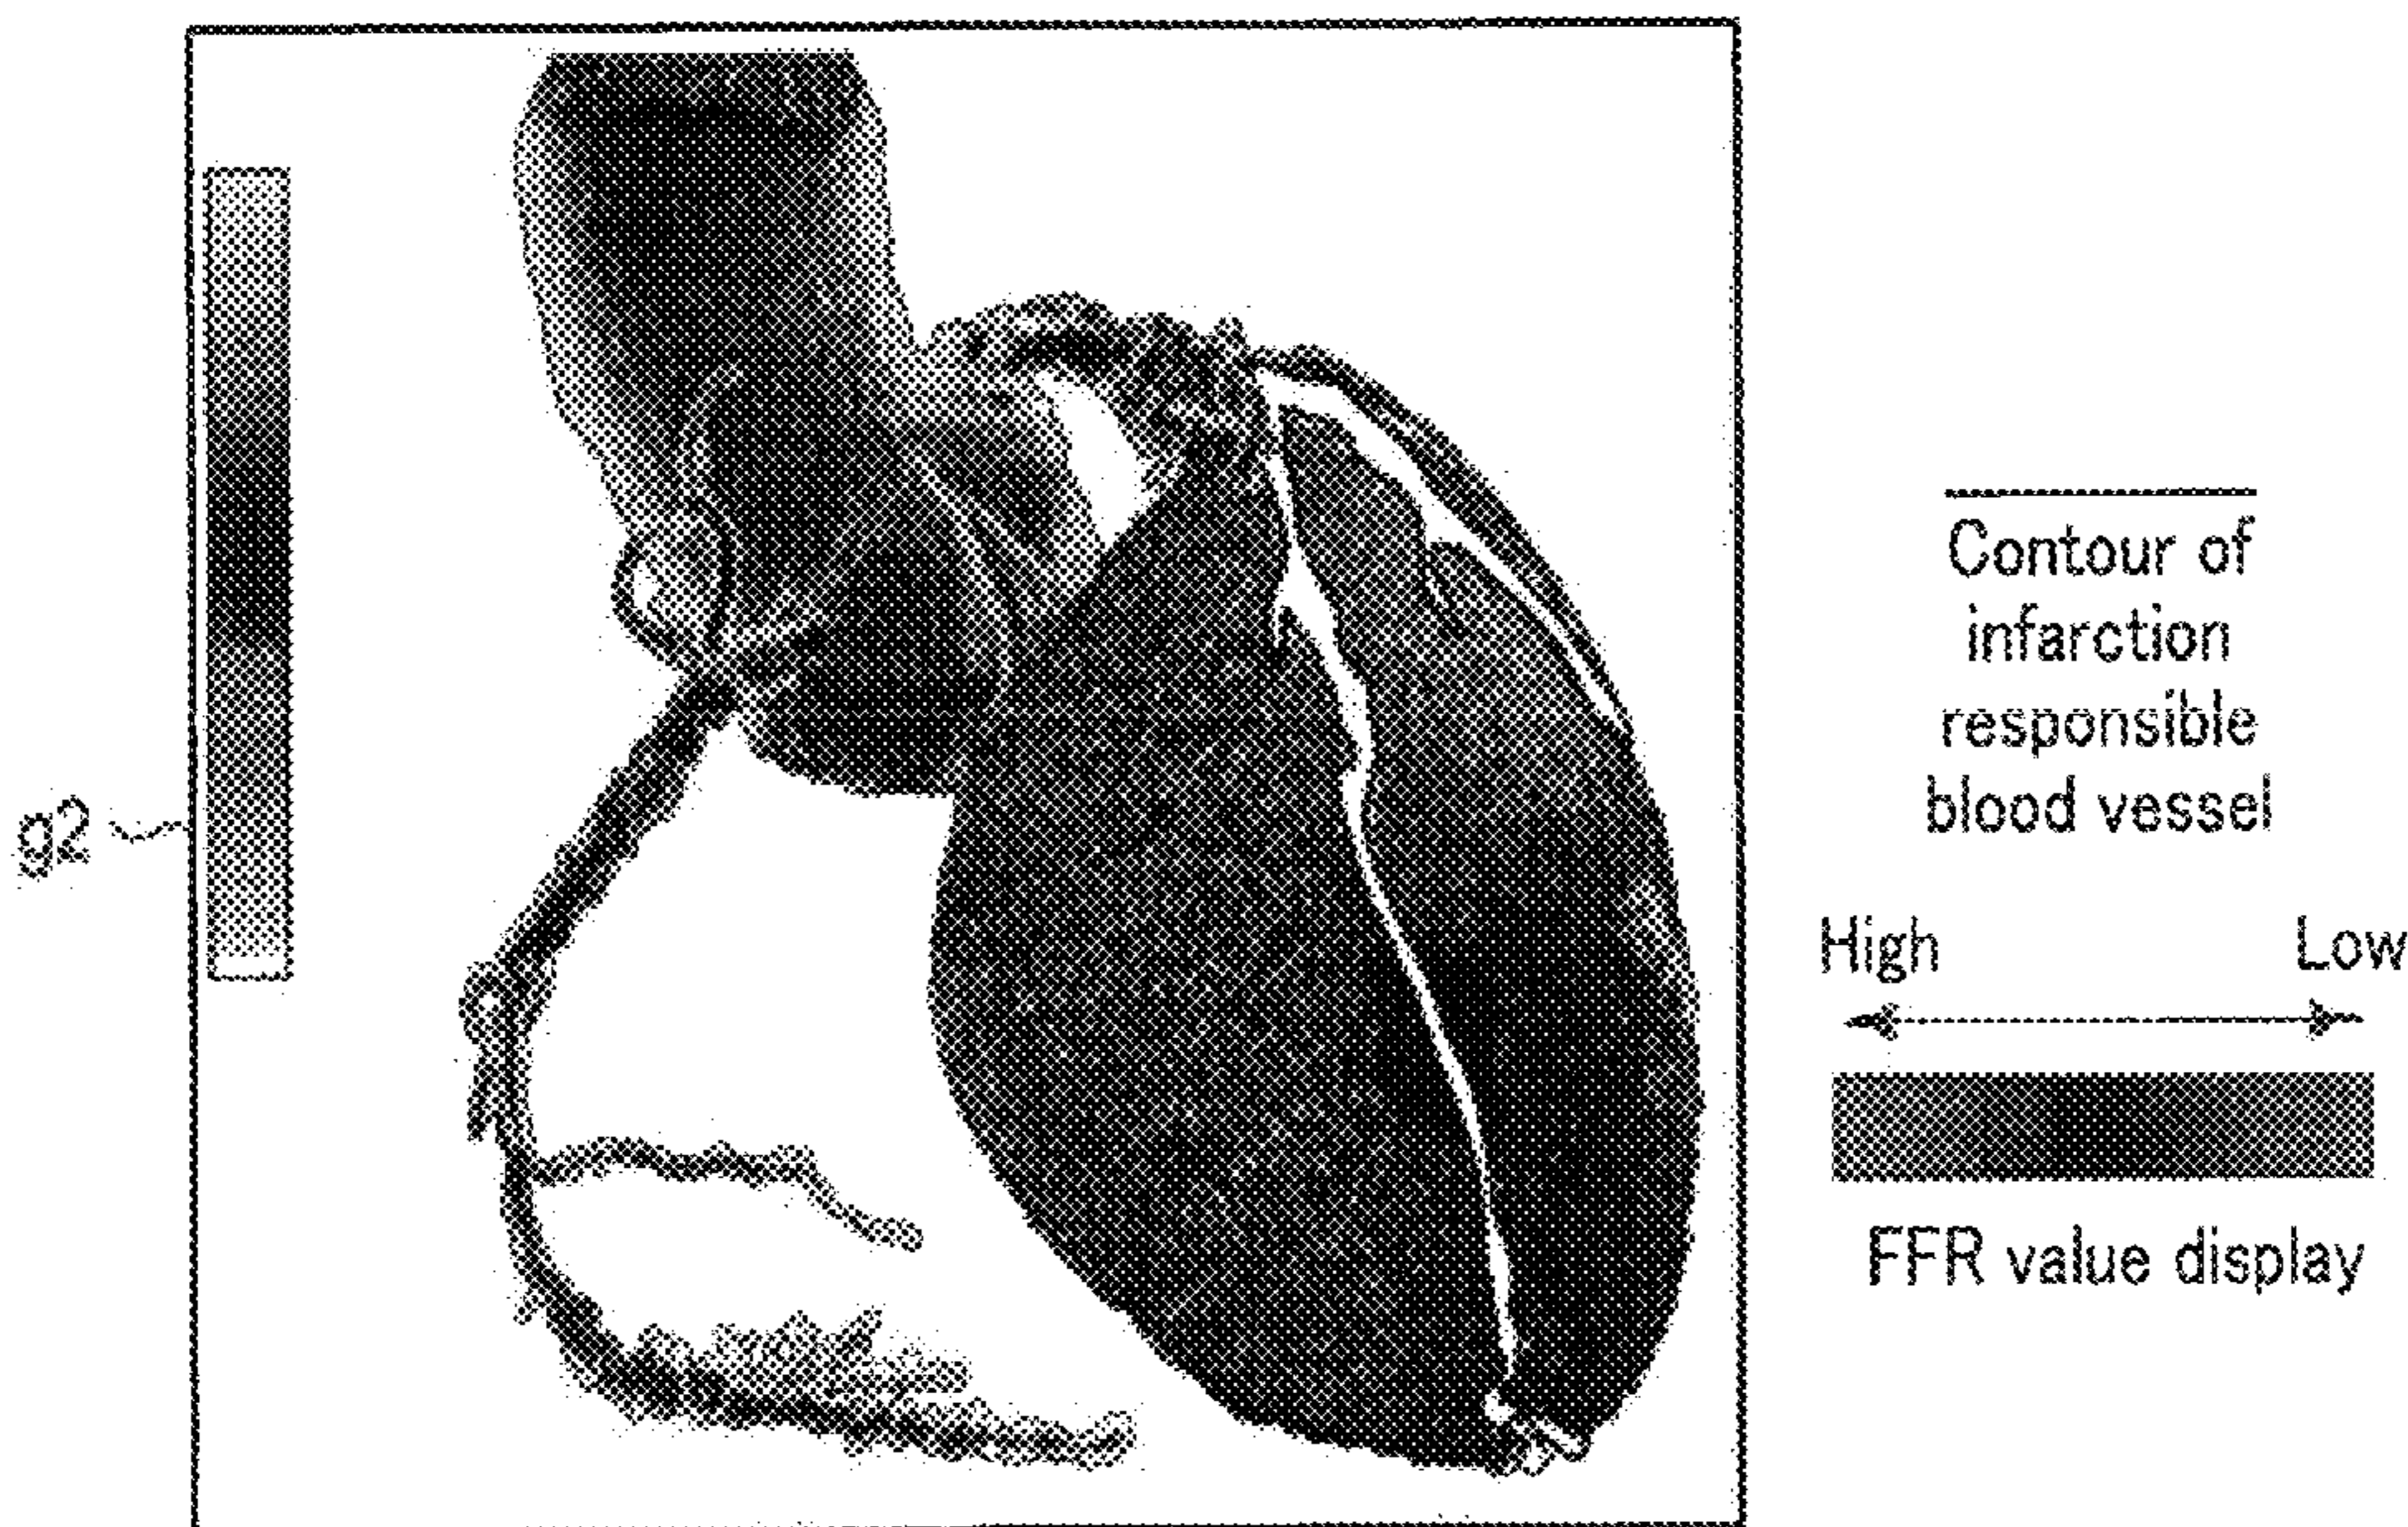 g2
Contour of
infarction
responsible
blood vessel
High Low
FFR value display